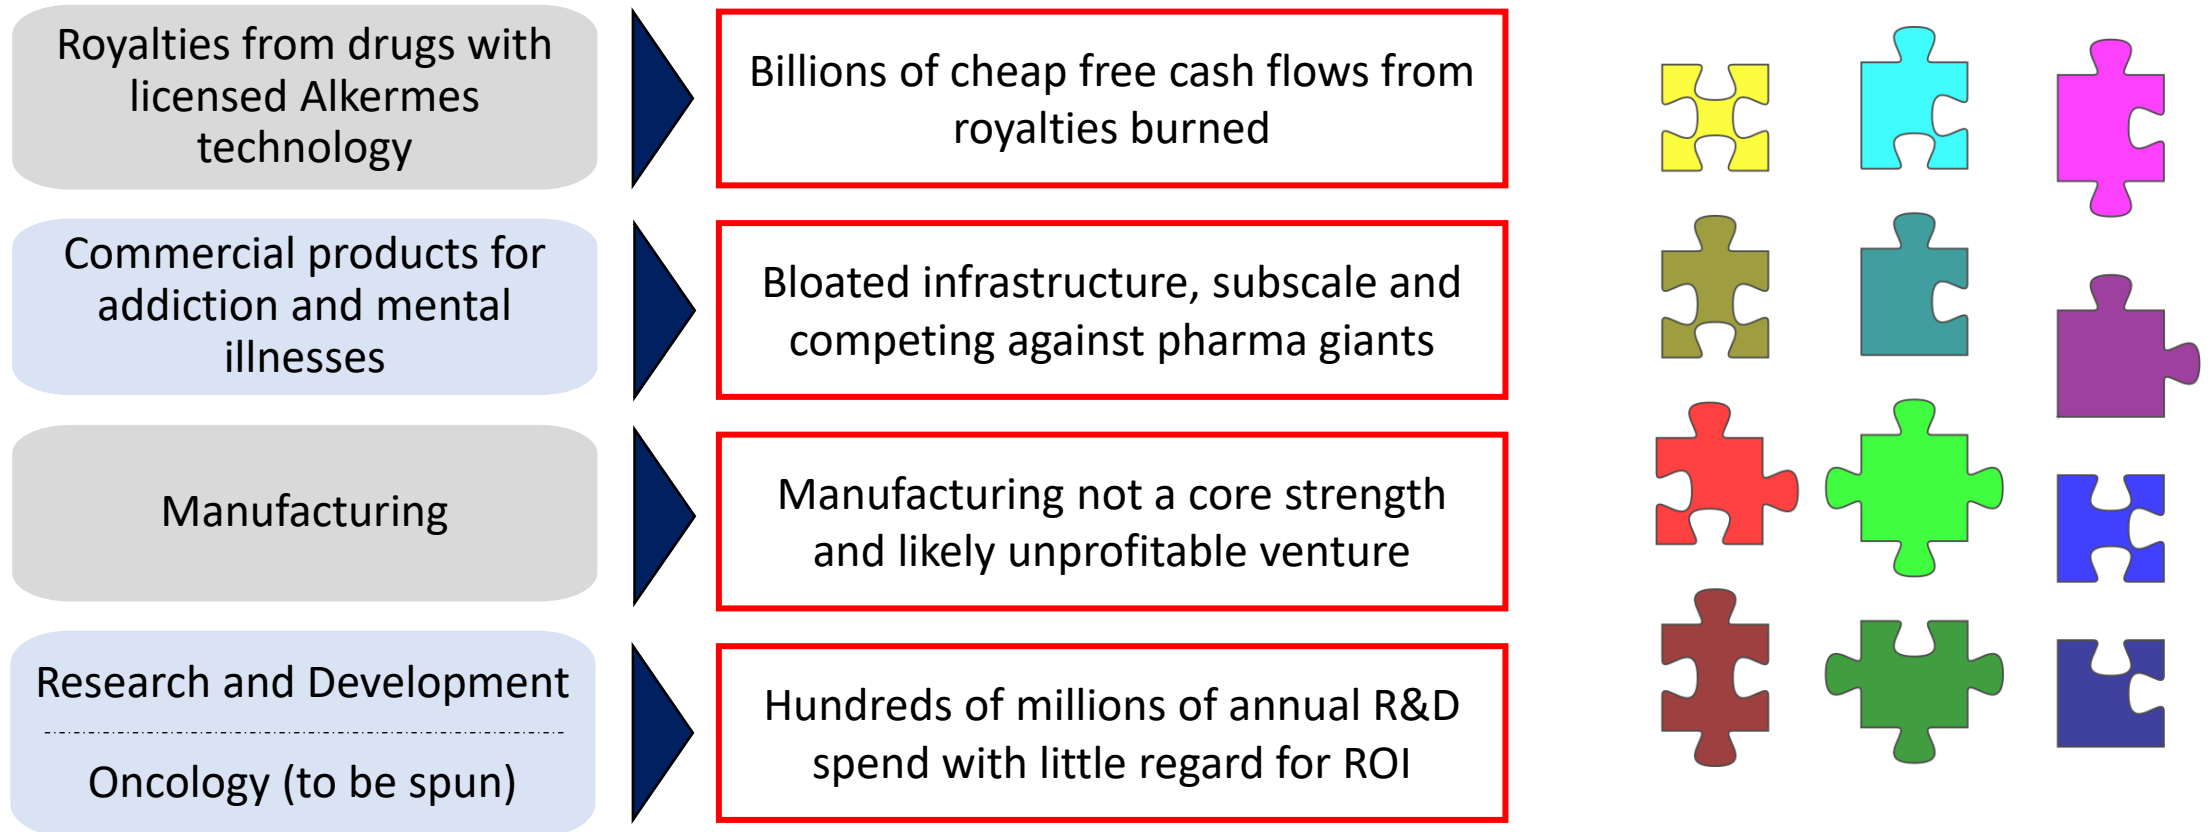 Royalties from drugs with
licensed Alkermes
technology
Billions of cheap free cash flows from
royalties burned
Commercial products for
addiction and mental
illnesses
Bloated infrastructure, subscale and
competing against pharma giants
Manufacturing
Manufacturing not a core strength
and likely unprofitable venture
Research and Development
Oncology (to be spun)
Hundreds of millions of annual R&D
spend with little regard for ROI